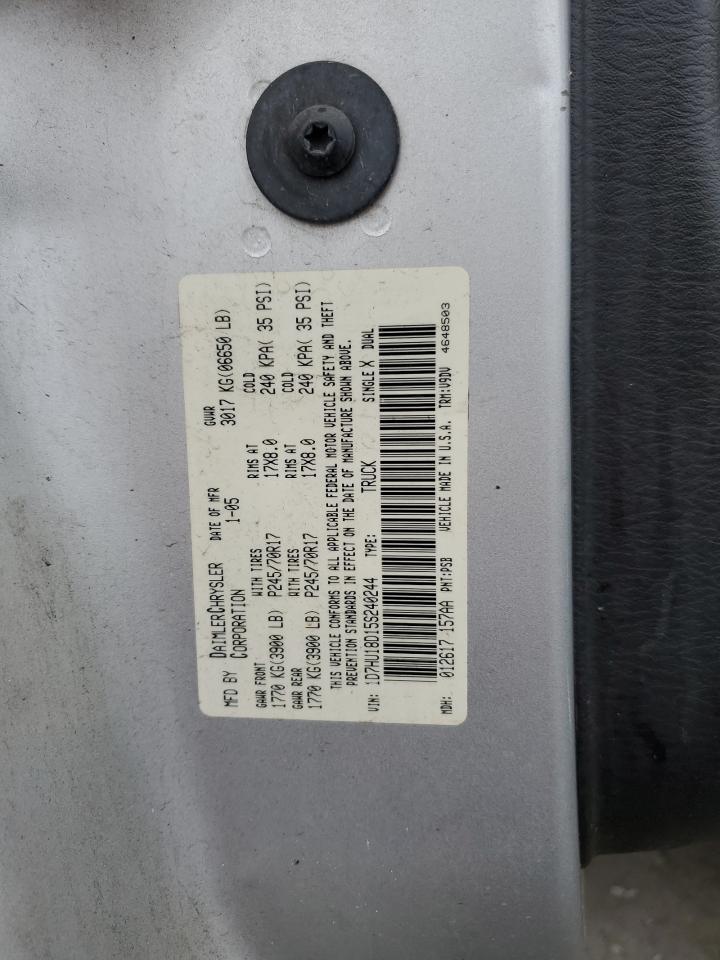 MFD BY DAIMLERCHRYSLER CORPORATION DATE OF MFR 1-05 GVWR 3017 KG(06650 LB)
GAWR FRONT WITH TIRES RIMS AT COLD
1770 KG(3900 LB) P245/70R17 17X8.0 240 KPA( 35 PSI)
GAWR REAR WITH TIRES RIMS AT COLD
1770 KG(3900 LB) P245/70R17 17X8.0 240 KPA( 35 PSI)
THIS VEHICLE CONFORMS TO ALL APPLICABLE FEDERAL MOTOR VEHICLE SAFETY AND THEFT
PREVENTION STANDARDS IN EFFECT ON THE DATE OF MANUFACTURE SHOWN ABOVE.
VIN: 1D7HU18D15S240244 TYPE: TRUCK SINGLE X DUAL
MDH: 012617 157AA PNT:PSB VEHICLE MADE IN U.S.A. TRM:V9DV 4648503